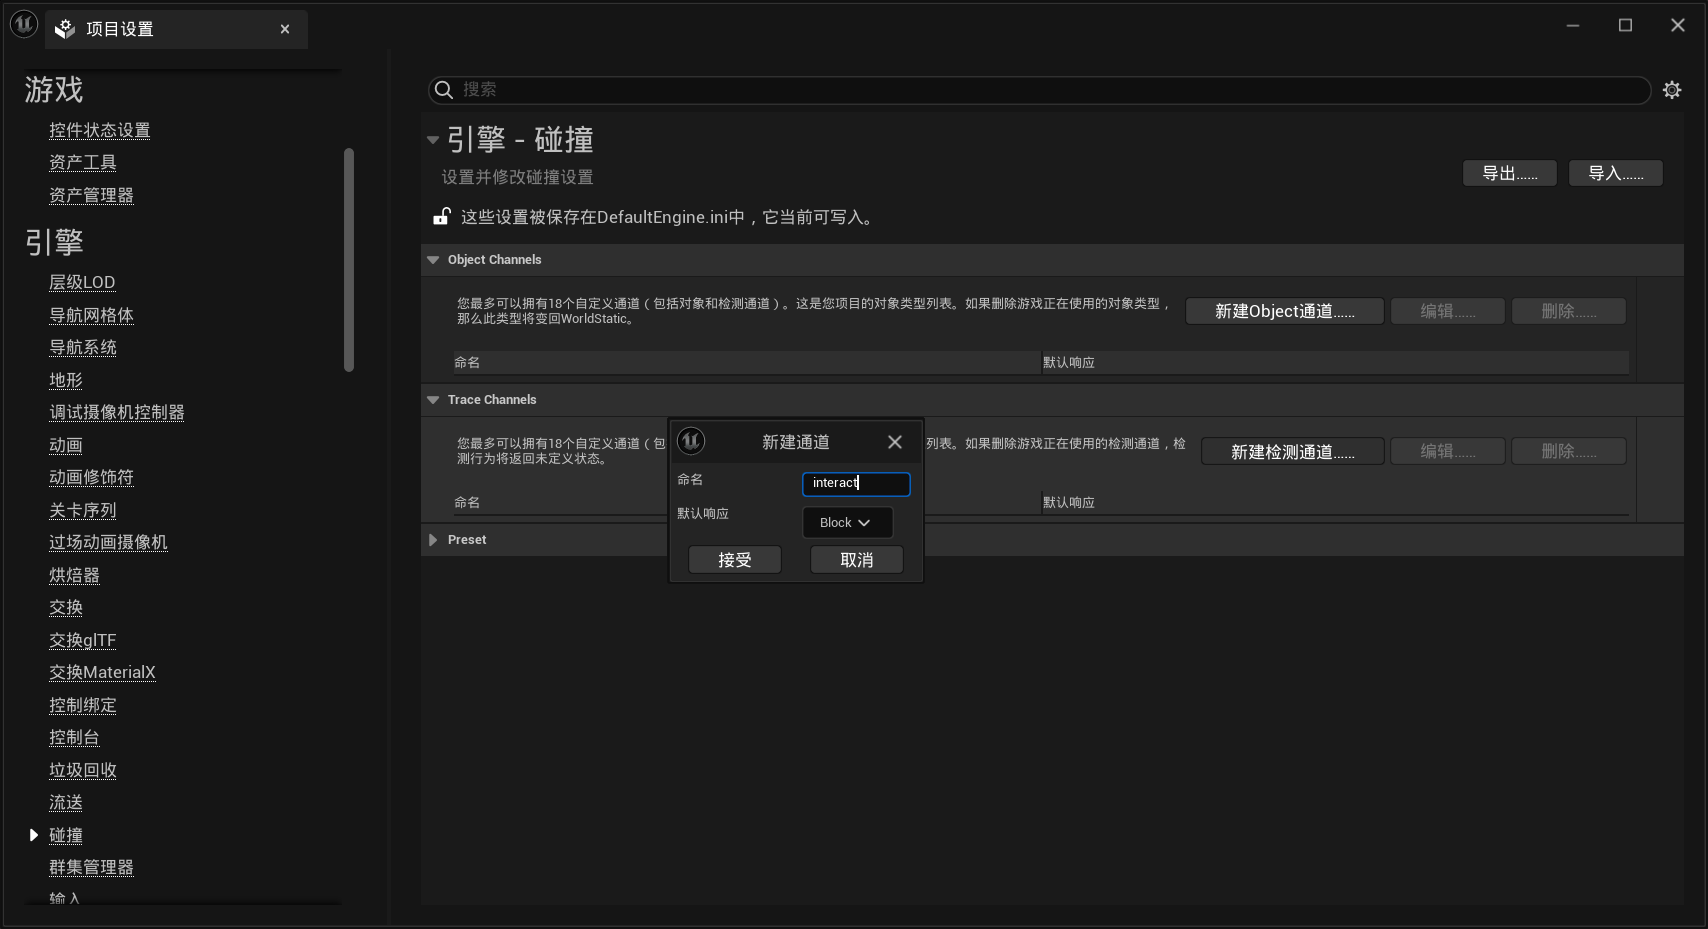 项目设置
游戏
控件状态设置
资产工具
资产管理器
引擎
层级LOD
导航网格体
导航系统
地形
调试摄像机控制器
动画
动画修饰符
关卡序列
过场动画摄像机
烘焙器
交换
交换glTF
交换MaterialX
控制绑定
控制台
垃圾回收
流送
碰撞
群集管理器
输入
搜索
引擎 - 碰撞
设置并修改碰撞设置
导出......
导入......
这些设置被保存在DefaultEngine.ini中，它当前可写入。
Object Channels
您最多可以拥有18个自定义通道（包括对象和检测通道）。这是您项目的对象类型列表。如果删除游戏正在使用的对象类型，
那么此类型将变回WorldStatic。
新建Object通道......
编辑......
删除......
命名
默认响应
Trace Channels
您最多可以拥有18个自定义通道（包
列表。如果删除游戏正在使用的检测通道，检
测行为将返回未定义状态。
新建检测通道......
编辑......
删除......
命名
默认响应
Preset
新建通道
命名
interact
默认响应
Block
接受
取消